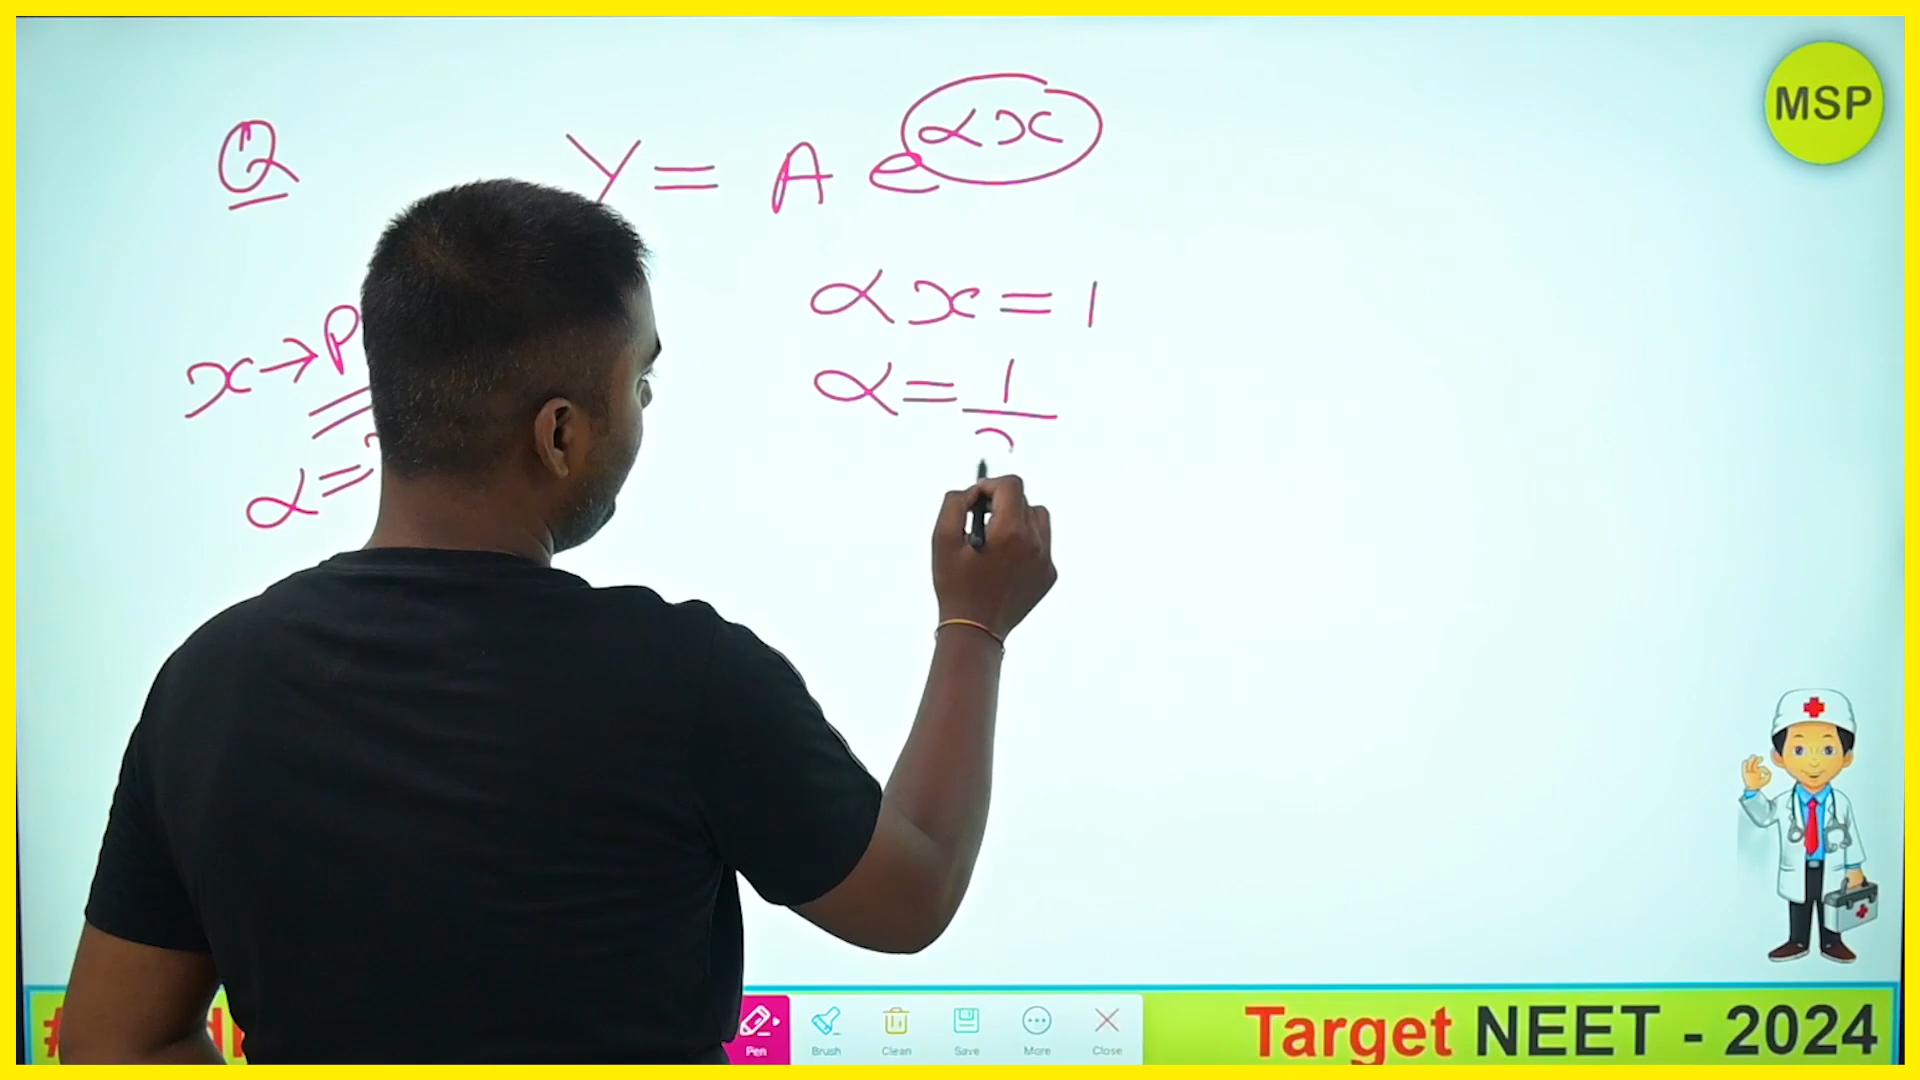 MSP
Q Y = A e^{αx}
αx = 1
x → P
α = 1/
α =
Pen Brush Clean Save More Close
Target NEET - 2024